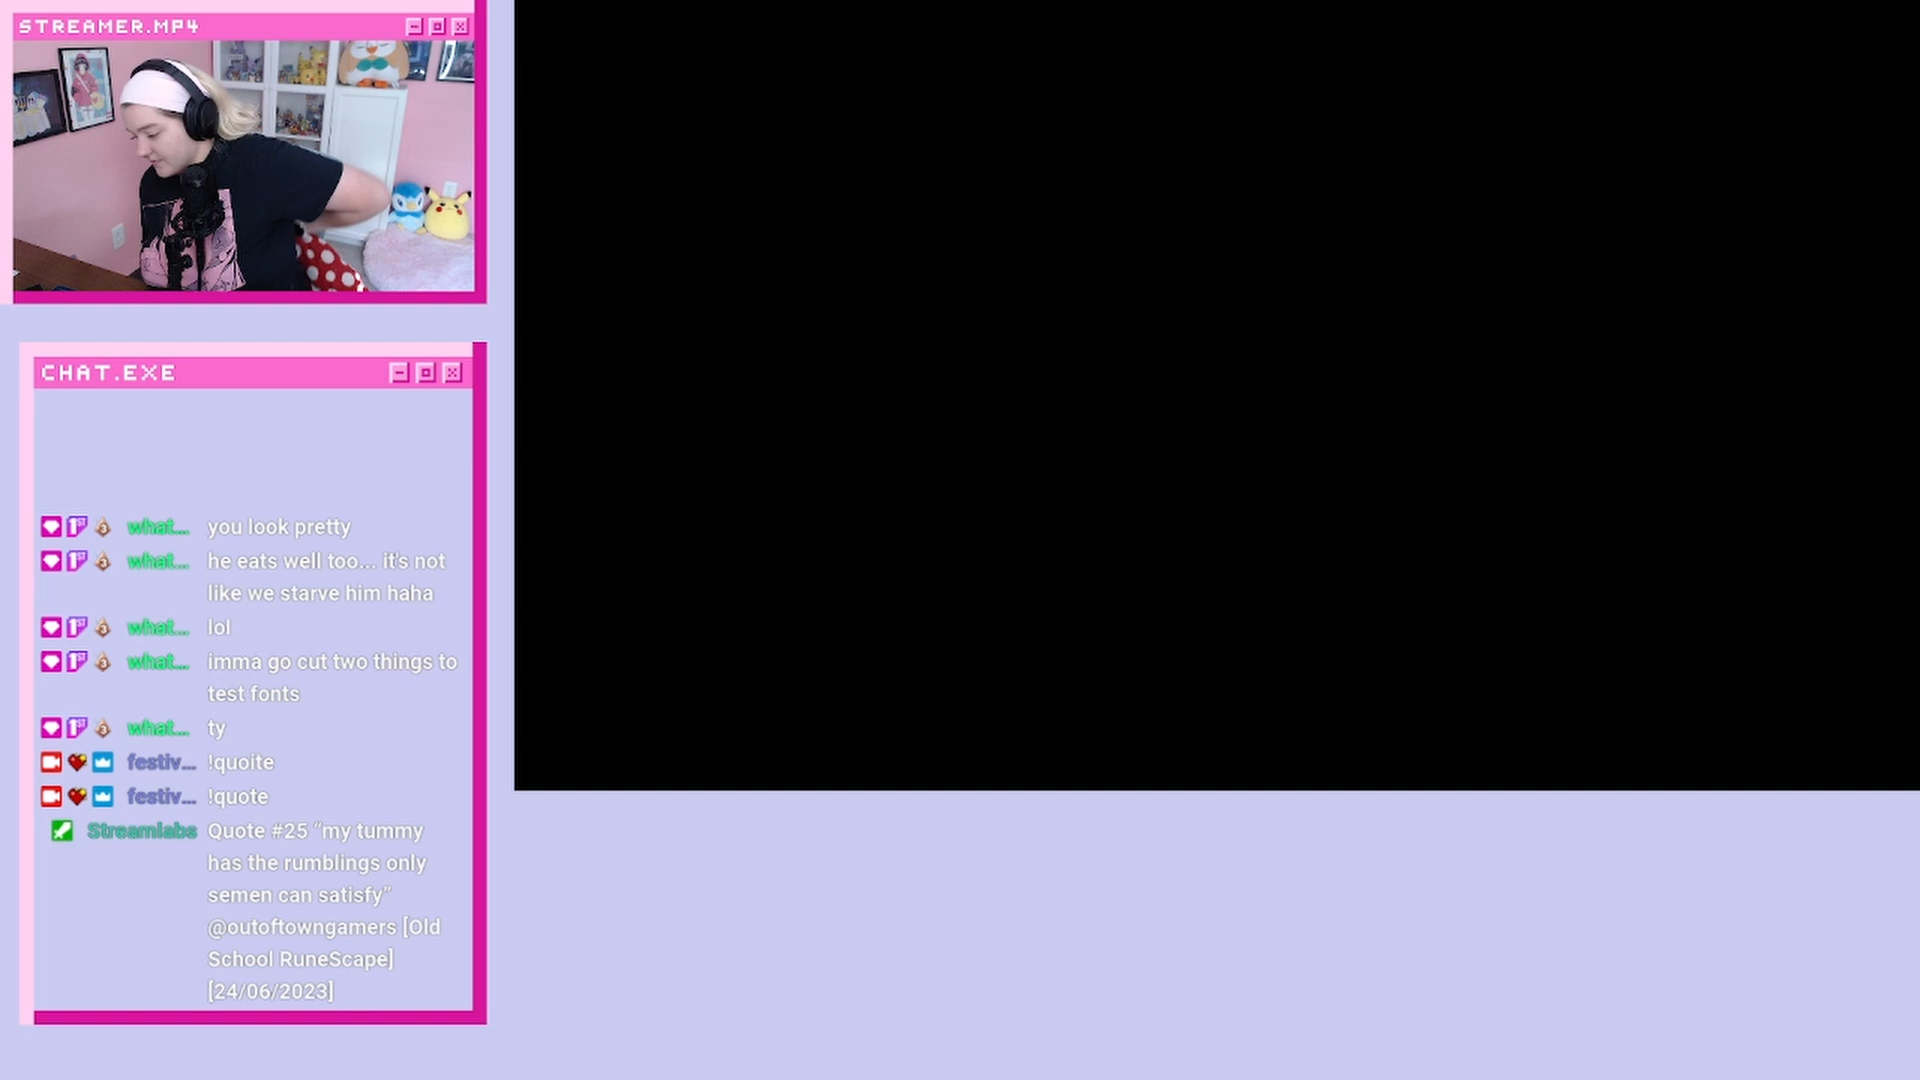 STREAMER.MP4
CHAT.EXE
what... you look pretty
what... he eats well too... it's not
like we starve him haha
what... lol
what... imma go cut two things to
test fonts
what... ty
festiv... !quoite
festiv... !quote
Streamlabs Quote #25 “my tummy
has the rumblings only
semen can satisfy”
@outoftowngamers [Old
School RuneScape]
[24/06/2023]